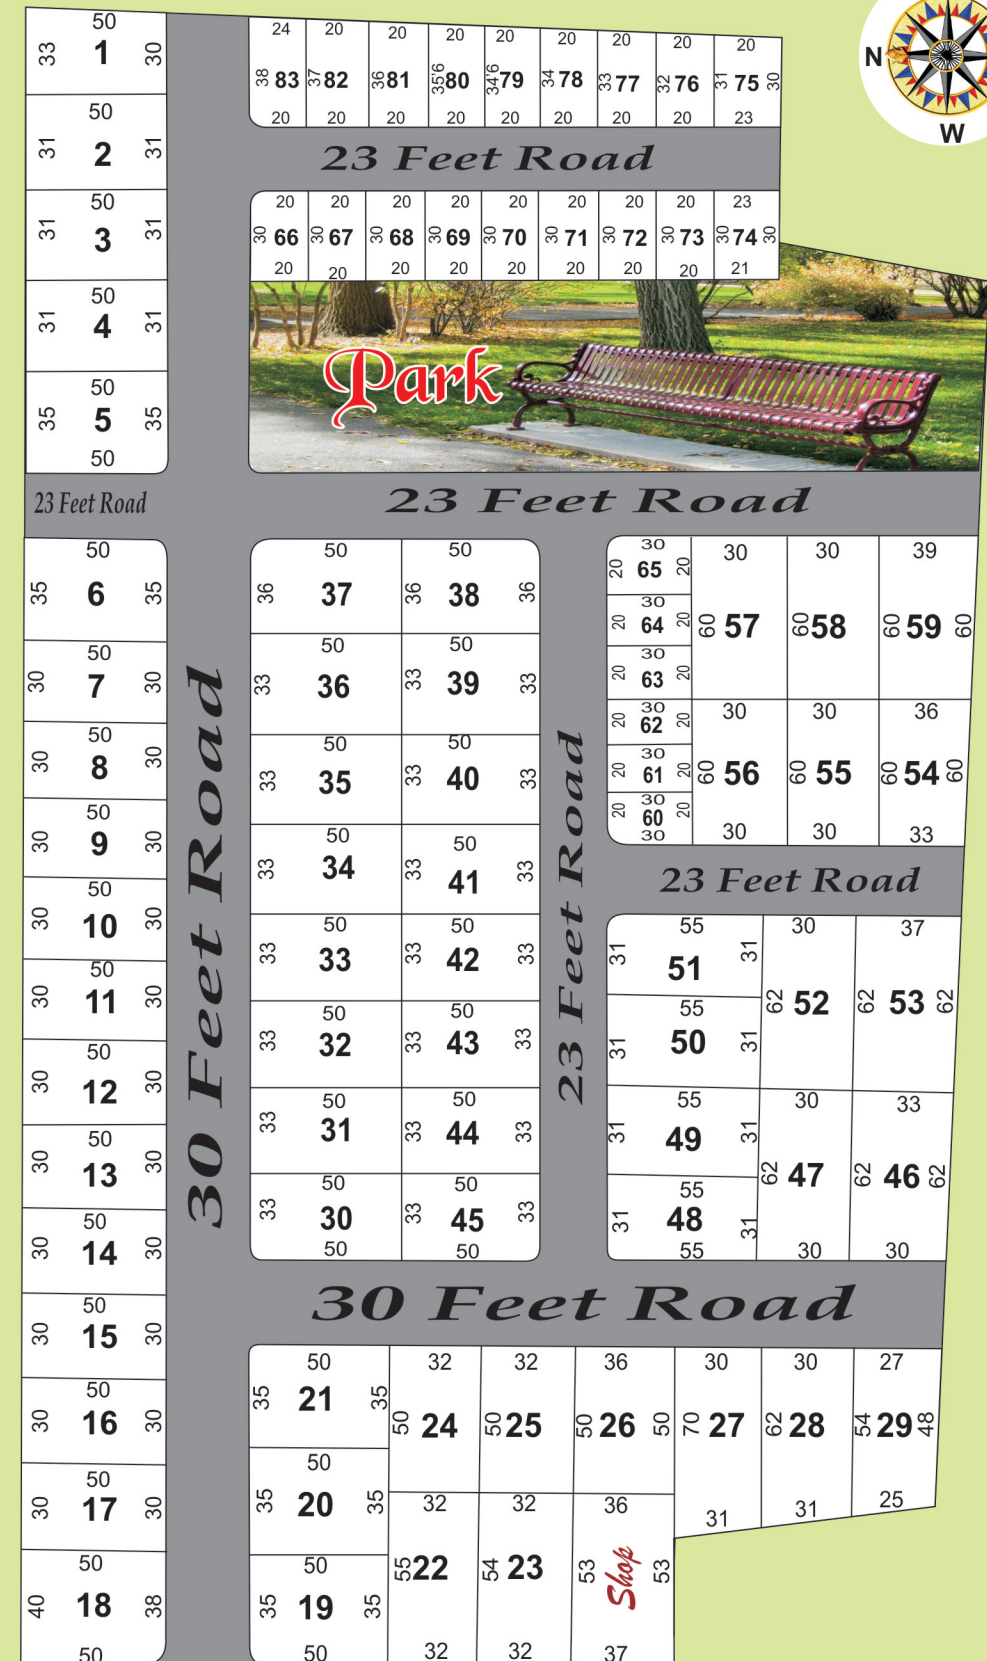 50
33 1 30
50
31 2 31
50
31 3 31
50
31 4 31
50
35 5 35
50
24 20 20 20 20 20 20 20 20
38 83 37 82 36 81 35'6 80 34'6 79 34 78 33 77 32 76 31 75 30
20 20 20 20 20 20 20 20 23
23 Feet Road
20 20 20 20 20 20 20 20 23
30 66 30 67 30 68 30 69 30 70 30 71 30 72 30 73 30 74 30
20 20 20 20 20 20 20 20 21
N
W
Park
23 Feet Road
23 Feet Road
50
35 6 35
50
30 7 30
50
30 8 30
50
30 9 30
50
30 10 30
50
30 11 30
50
30 12 30
50
30 13 30
50
30 14 30
50
30 15 30
50
30 16 30
50
30 17 30
50
40 18 38
50
30 Feet Road
50 50
36 37 36 38 36
50 50
33 36 33 39 33
50 50
33 35 33 40 33
50 50
33 34 33 41 33
50 50
33 33 33 42 33
50 50
33 32 33 43 33
50 50
33 31 33 44 33
50 50
33 30 33 45 33
50 50
23 Feet Road
30
20 65 20
30
20 64 20
30
20 63 20
30
20 62 20
30
20 61 20
30
20 60 20
30
30 30 39
60 57 60 58 60 59 60
30 30 36
60 56 60 55 60 54 60
30 30 33
23 Feet Road
55
31 51 31
55
31 50 31
55
31 49 31
55
31 48 31
55
30 37
62 52 62 53 62
30 33
62 47 62 46 62
30 30
30 Feet Road
50
35 21 35
50
35 20 35
50
35 19 35
50
32 32 36 30 30 27
50 24 50 25 50 26 50 70 27 62 28 54 29 48
31 31 25
32 32 36
55 22 54 23 53 Shop 53
32 32 37